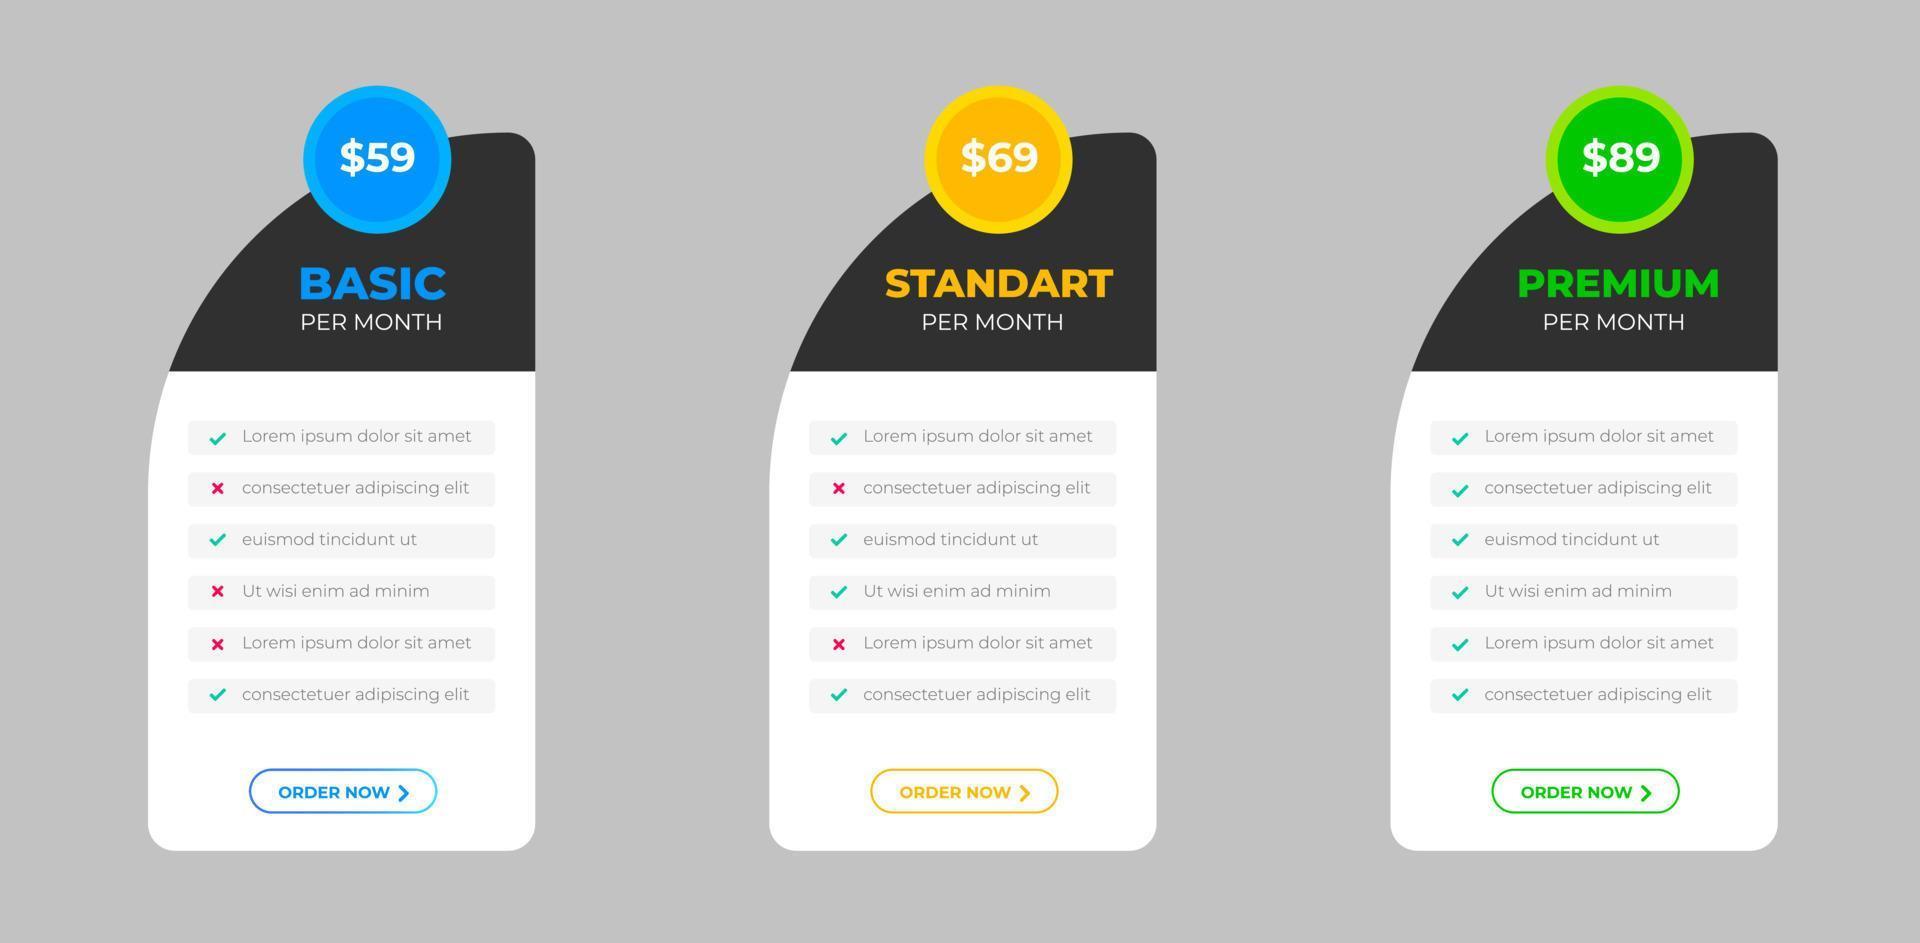 $59
BASIC
PER MONTH
Lorem ipsum dolor sit amet
consectetuer adipiscing elit
euismod tincidunt ut
Ut wisi enim ad minim
Lorem ipsum dolor sit amet
consectetuer adipiscing elit
ORDER NOW
$69
STANDART
PER MONTH
Lorem ipsum dolor sit amet
consectetuer adipiscing elit
euismod tincidunt ut
Ut wisi enim ad minim
Lorem ipsum dolor sit amet
consectetuer adipiscing elit
ORDER NOW
$89
PREMIUM
PER MONTH
Lorem ipsum dolor sit amet
consectetuer adipiscing elit
euismod tincidunt ut
Ut wisi enim ad minim
Lorem ipsum dolor sit amet
consectetuer adipiscing elit
ORDER NOW